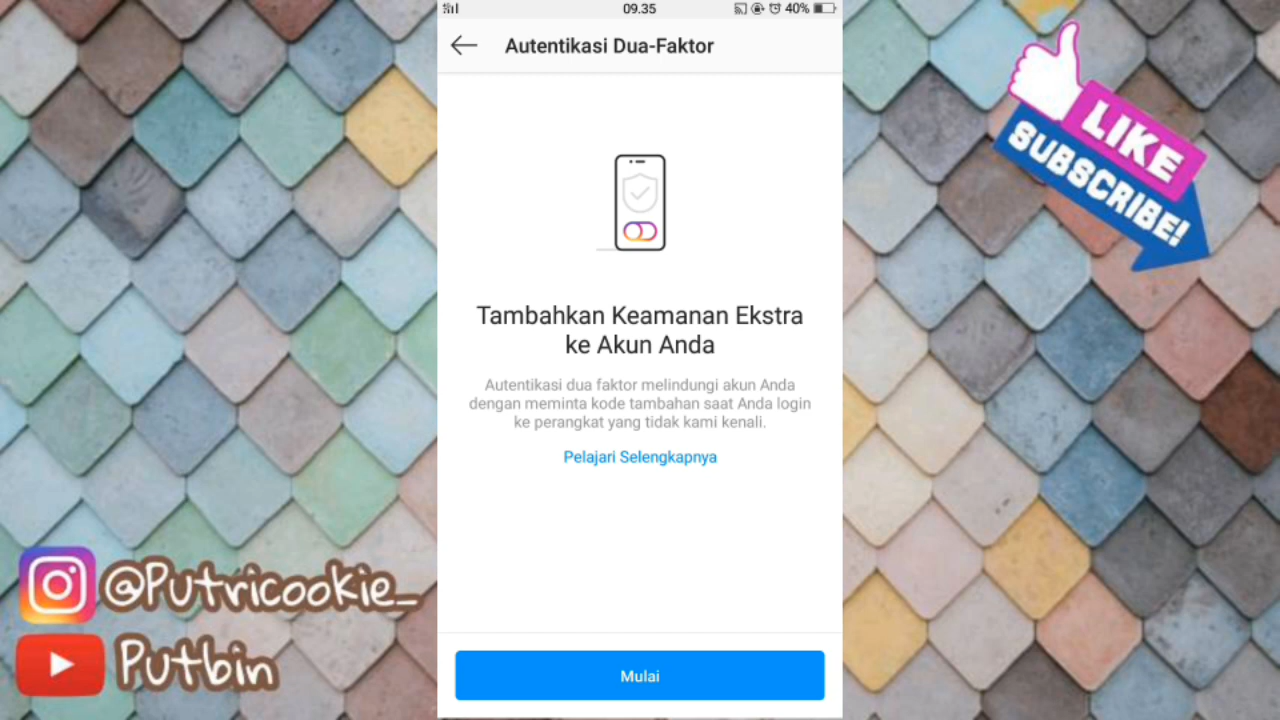 09.35
40%
Autentikasi Dua-Faktor
LIKE
SUBSCRIBE!
Tambahkan Keamanan Ekstra
ke Akun Anda
Autentikasi dua faktor melindungi akun Anda
dengan meminta kode tambahan saat Anda login
ke perangkat yang tidak kami kenali.
Pelajari Selengkapnya
@Putricookie_
Putbin
Mulai